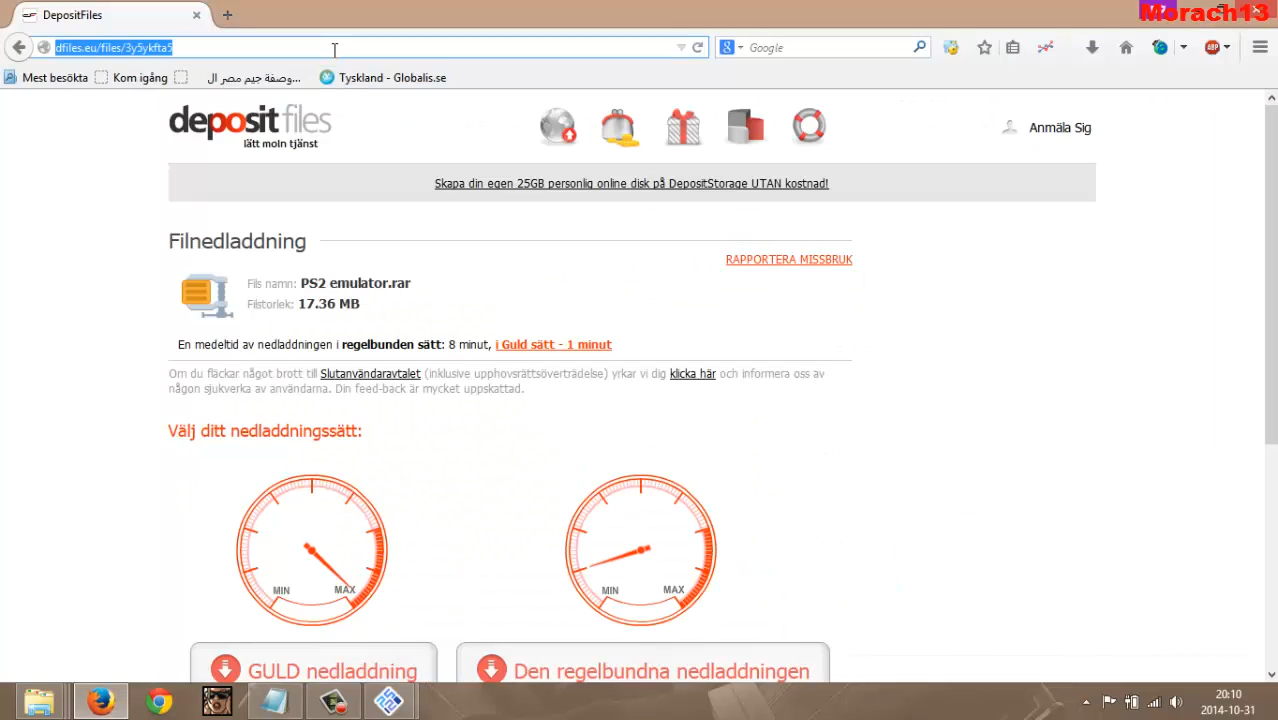 DepositFiles
Morach13
dfiles.eu/files/3y5ykfta5
Google
Mest besökta
Kom igång
وصفة جيم مصر ال...
Tyskland - Globalis.se
depositfiles
lätt moln tjänst
Anmäla Sig
Skapa din egen 25GB personlig online disk på DepositStorage UTAN kostnad!
Filnedladdning
RAPPORTERA MISSBRUK
Fils namn: PS2 emulator.rar
Filstorlek: 17.36 MB
En medeltid av nedladdningen i regelbunden sätt: 8 minut, i Guld sätt - 1 minut
Om du fläckar något brott till Slutanvändaravtalet (inklusive upphovsrättsöverträdelse) yrkar vi dig klicka här och informera oss av
någon sjukverka av användarna. Din feed-back är mycket uppskattad.
Välj ditt nedladdningssätt:
MIN MAX
MIN MAX
GULD nedladdning
Den regelbundna nedladdningen
20:10
2014-10-31